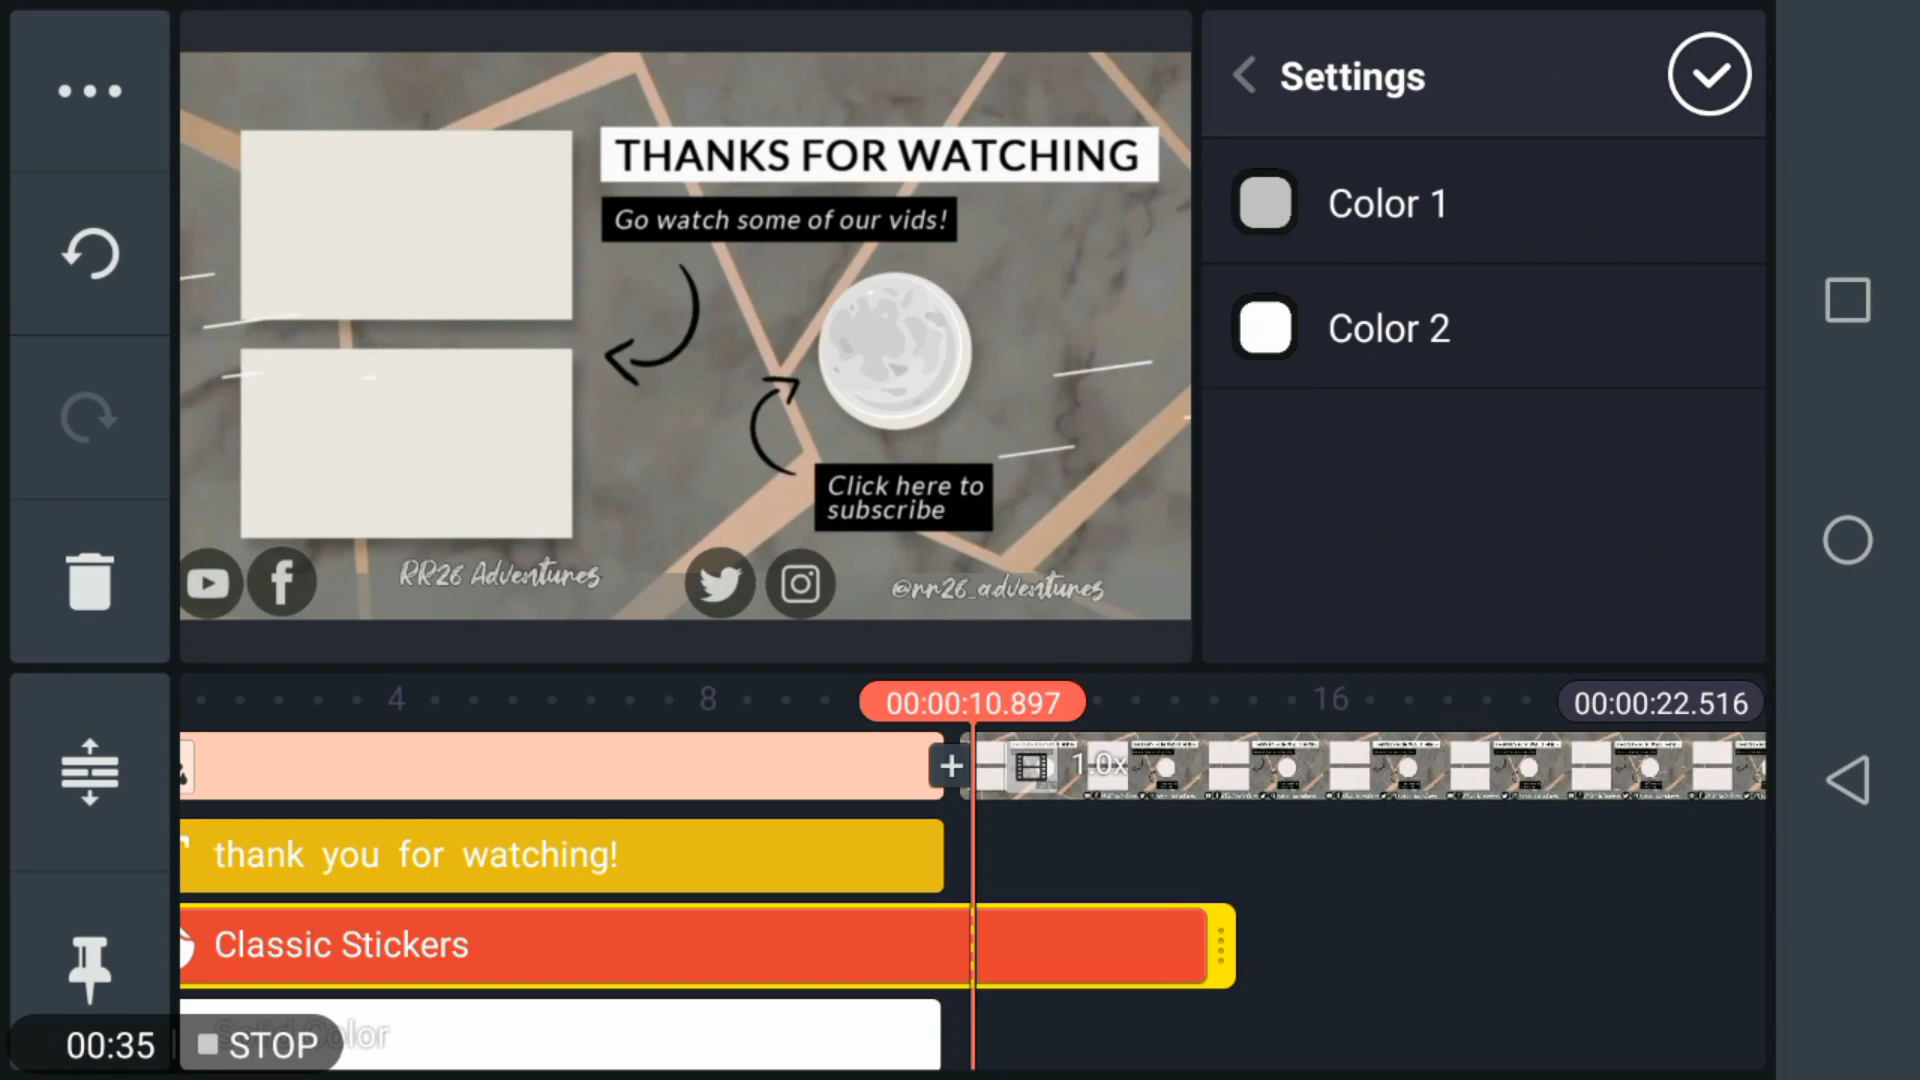 Settings
Color 1
Color 2
THANKS FOR WATCHING
Go watch some of our vids!
Click here to
subscribe
RR26 Adventures
@rr26_adventures
4
8
00:00:10.897
16
00:00:22.516
1.0x
thank you for watching!
Classic Stickers
Solid Color
00:35
STOP